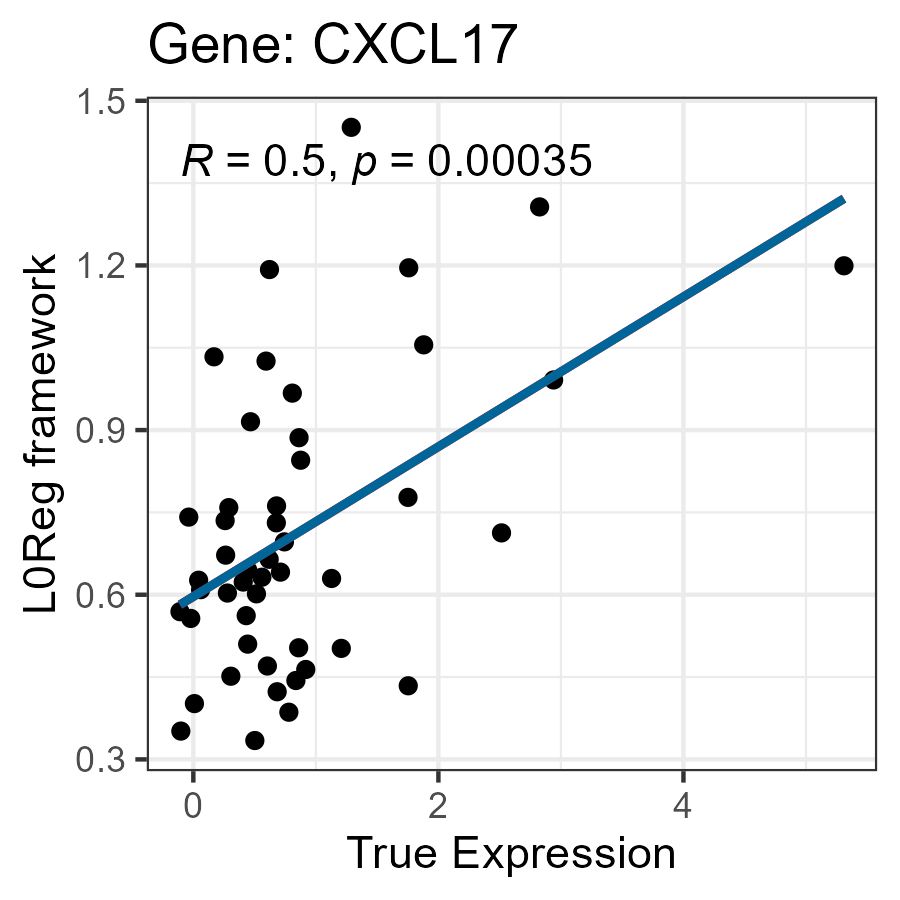 Gene: CXCL17
R = 0.5, p = 0.00035
L0Reg framework
1.5
1.2
0.9
0.6
0.3
0
2
4
True Expression